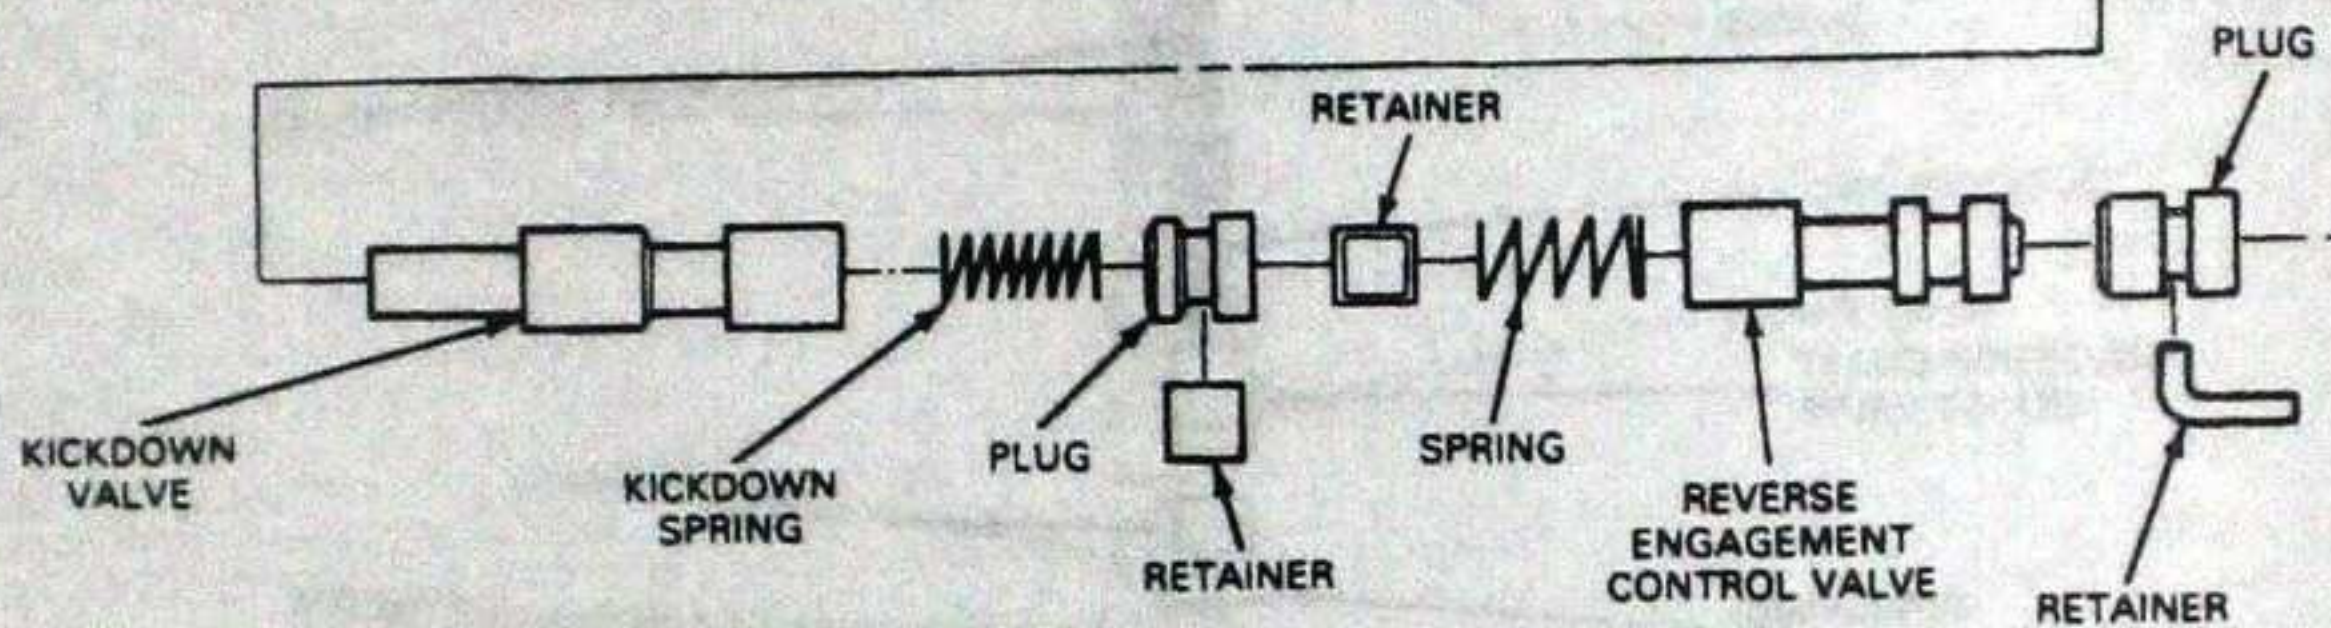 PLUG
RETAINER
KICKDOWN
VALVE
KICKDOWN
SPRING
PLUG
RETAINER
SPRING
REVERSE
ENGAGEMENT
CONTROL VALVE
RETAINER